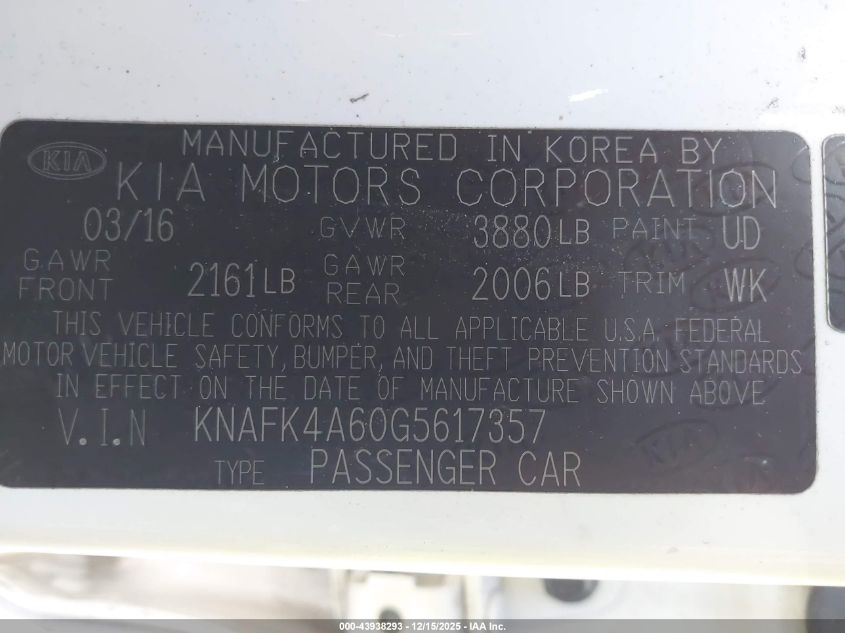 KIA
MANUFACTURED IN KOREA BY
KIA MOTORS CORPORATION
03/16 GVWR 3880LB PAINT UD
GAWR FRONT 2161LB GAWR REAR 2006LB TRIM WK
THIS VEHICLE CONFORMS TO ALL APPLICABLE U.S.A. FEDERAL
MOTOR VEHICLE SAFETY, BUMPER, AND THEFT PREVENTION STANDARDS
IN EFFECT ON THE DATE OF MANUFACTURE SHOWN ABOVE.
V.I.N KNAFK4A60G5617357
TYPE PASSENGER CAR
000-43938293 - 12/15/2025 - IAA Inc.